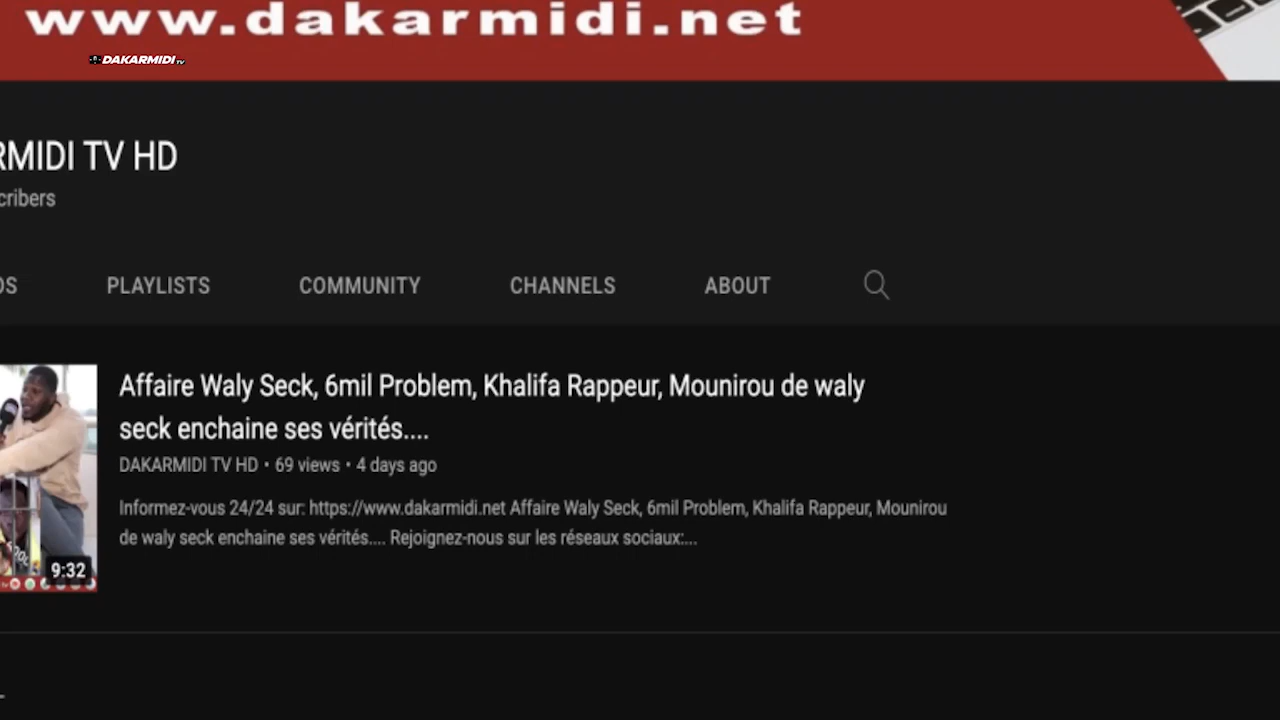 www.dakarmidi.net
DAKARMIDI TV
RMIDI TV HD
cribers
OS
PLAYLISTS
COMMUNITY
CHANNELS
ABOUT
Affaire Waly Seck, 6mil Problem, Khalifa Rappeur, Mounirou de waly
seck enchaine ses vérités....
DAKARMIDI TV HD • 69 views • 4 days ago
Informez-vous 24/24 sur: https://www.dakarmidi.net Affaire Waly Seck, 6mil Problem, Khalifa Rappeur, Mounirou
de waly seck enchaine ses vérités.... Rejoignez-nous sur les réseaux sociaux:...
9:32